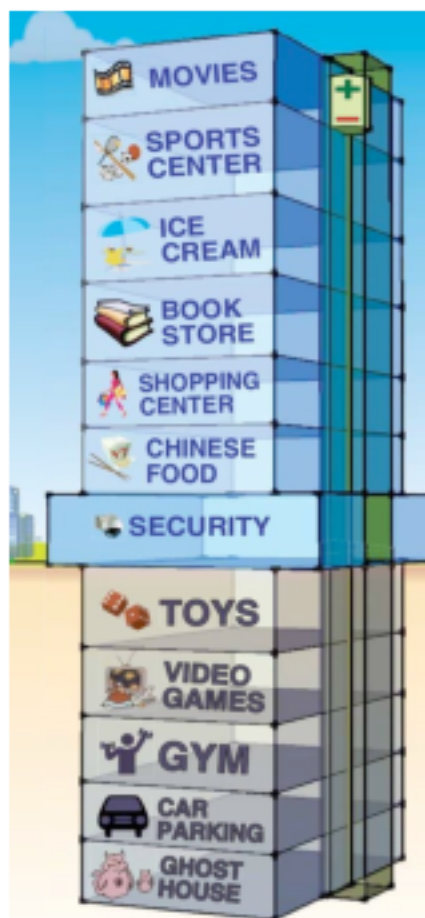 MOVIES
+
−
SPORTS
CENTER
ICE
CREAM
BOOK
STORE
SHOPPING
CENTER
CHINESE
FOOD
SECURITY
TOYS
VIDEO
GAMES
GYM
CAR
PARKING
GHOST
HOUSE